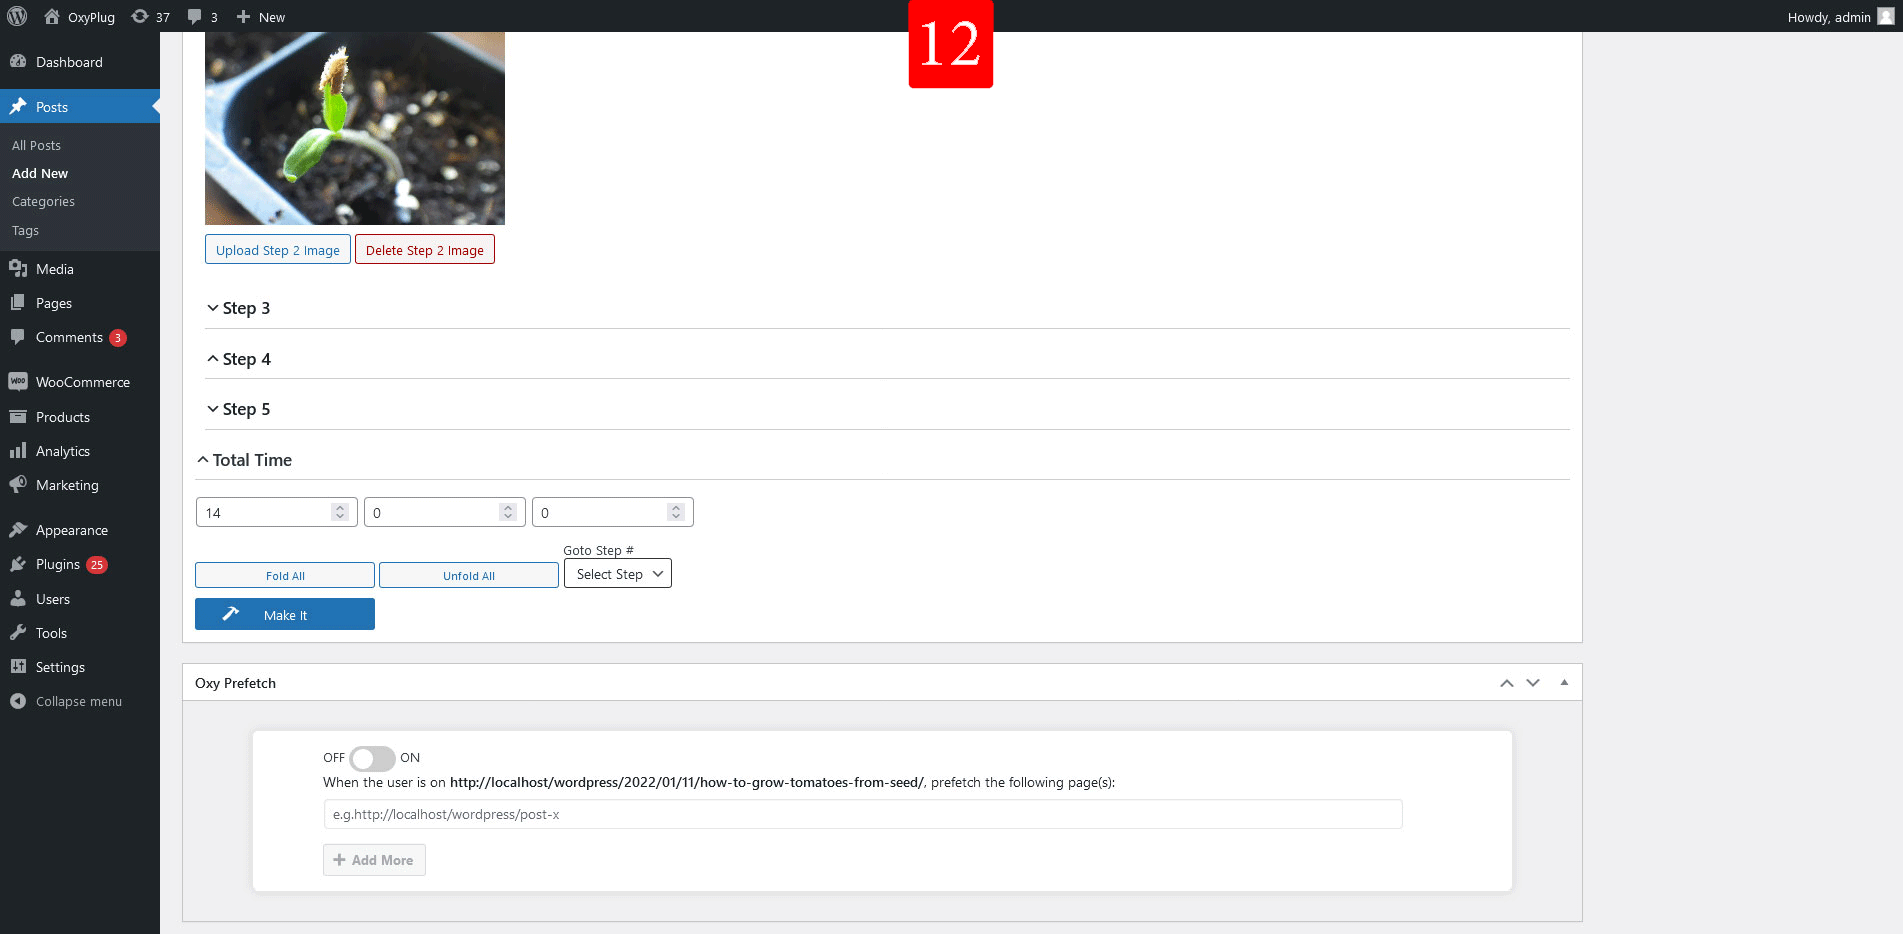 OxyPlug 37 3 New Howdy, admin
12
Dashboard
Posts
All Posts
Add New
Categories
Tags
Media
Pages
Comments 3
WooCommerce
Products
Analytics
Marketing
Appearance
Plugins 25
Users
Tools
Settings
Collapse menu
Upload Step 2 Image Delete Step 2 Image
Step 3
Step 4
Step 5
Total Time
14 0 0
Goto Step #
Fold All Unfold All Select Step
Make It
Oxy Prefetch
OFF ON
When the user is on http://localhost/wordpress/2022/01/11/how-to-grow-tomatoes-from-seed/, prefetch the following page(s):
e.g.http://localhost/wordpress/post-x
Add More